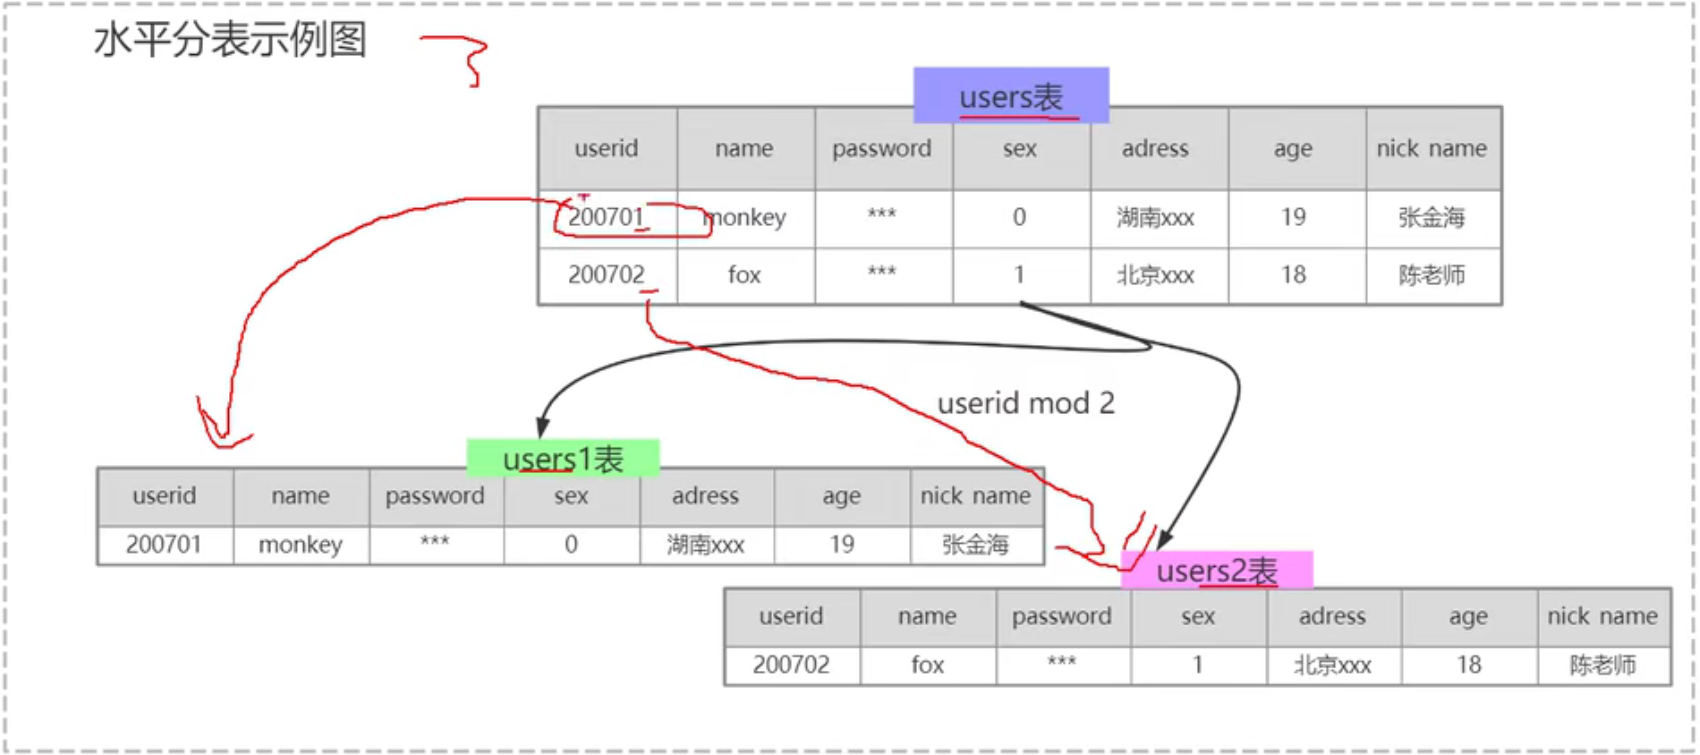 水平分表示例图
users表
userid name password sex adress age nick name
200701 monkey *** 0 湖南xxx 19 张金海
200702 fox *** 1 北京xxx 18 陈老师
userid mod 2
users1表
userid name password sex adress age nick name
200701 monkey *** 0 湖南xxx 19 张金海
users2表
userid name password sex adress age nick name
200702 fox *** 1 北京xxx 18 陈老师